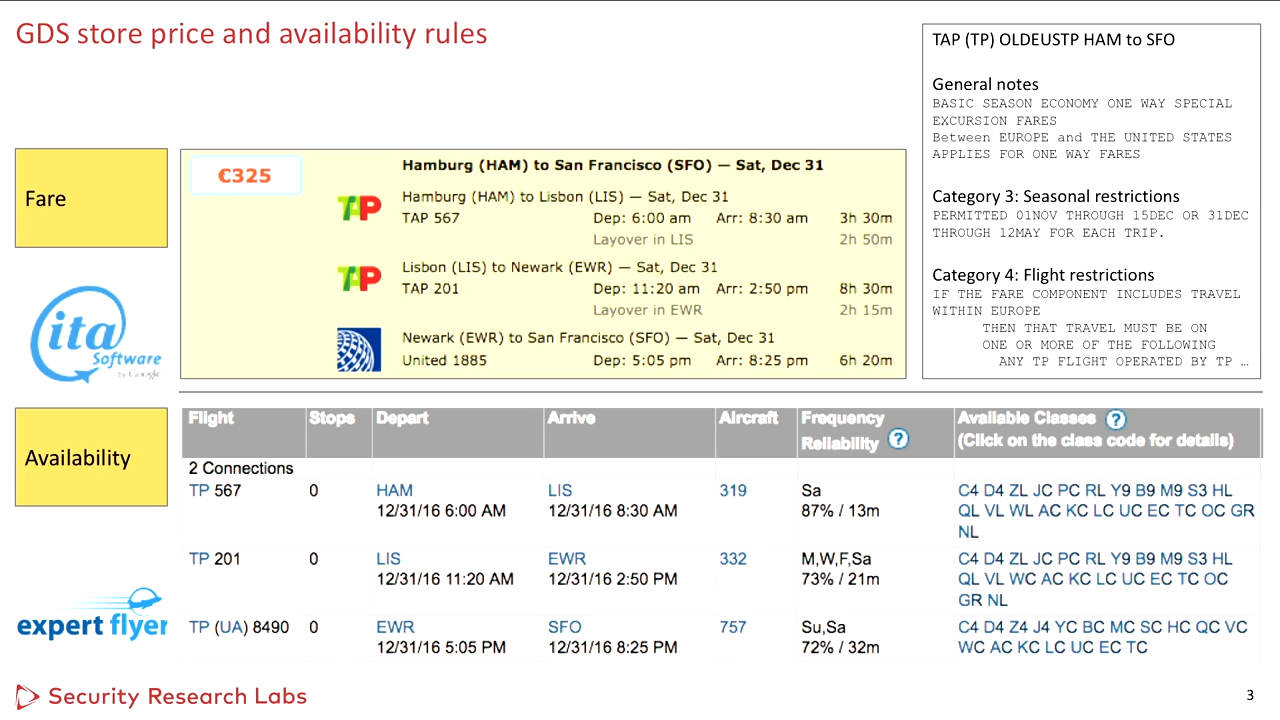 GDS store price and availability rules
TAP (TP) OLDEUSTP HAM to SFO
General notes
BASIC SEASON ECONOMY ONE WAY SPECIAL
EXCURSION FARES
Between EUROPE and THE UNITED STATES
APPLIES FOR ONE WAY FARES
Category 3: Seasonal restrictions
PERMITTED 01NOV THROUGH 15DEC OR 31DEC
THROUGH 12MAY FOR EACH TRIP.
Category 4: Flight restrictions
IF THE FARE COMPONENT INCLUDES TRAVEL
WITHIN EUROPE
THEN THAT TRAVEL MUST BE ON
ONE OR MORE OF THE FOLLOWING
ANY TP FLIGHT OPERATED BY TP …
Fare
€325
Hamburg (HAM) to San Francisco (SFO) — Sat, Dec 31
Hamburg (HAM) to Lisbon (LIS) — Sat, Dec 31
TAP
TAP 567 Dep: 6:00 am Arr: 8:30 am 3h 30m
Layover in LIS 2h 50m
Lisbon (LIS) to Newark (EWR) — Sat, Dec 31
TAP
TAP 201 Dep: 11:20 am Arr: 2:50 pm 8h 30m
Layover in EWR 2h 15m
Newark (EWR) to San Francisco (SFO) — Sat, Dec 31
United 1885 Dep: 5:05 pm Arr: 8:25 pm 6h 20m
ita
Software
by Google
Availability
Flight Stops Depart Arrive Aircraft Frequency Available Classes ?
Reliability ? (Click on the class code for details)
2 Connections
TP 567 0 HAM LIS 319 Sa C4 D4 ZL JC PC RL Y9 B9 M9 S3 HL
12/31/16 6:00 AM 12/31/16 8:30 AM 87% / 13m QL VL WL AC KC LC UC EC TC OC GR
NL
TP 201 0 LIS EWR 332 M,W,F,Sa C4 D4 ZL JC PC RL Y9 B9 M9 S3 HL
12/31/16 11:20 AM 12/31/16 2:50 PM 73% / 21m QL VL WC AC KC LC UC EC TC OC
GR NL
TP (UA) 8490 0 EWR SFO 757 Su,Sa C4 D4 Z4 J4 YC BC MC SC HC QC VC
12/31/16 5:05 PM 12/31/16 8:25 PM 72% / 32m WC AC KC LC UC EC TC
expert flyer
Security Research Labs
3